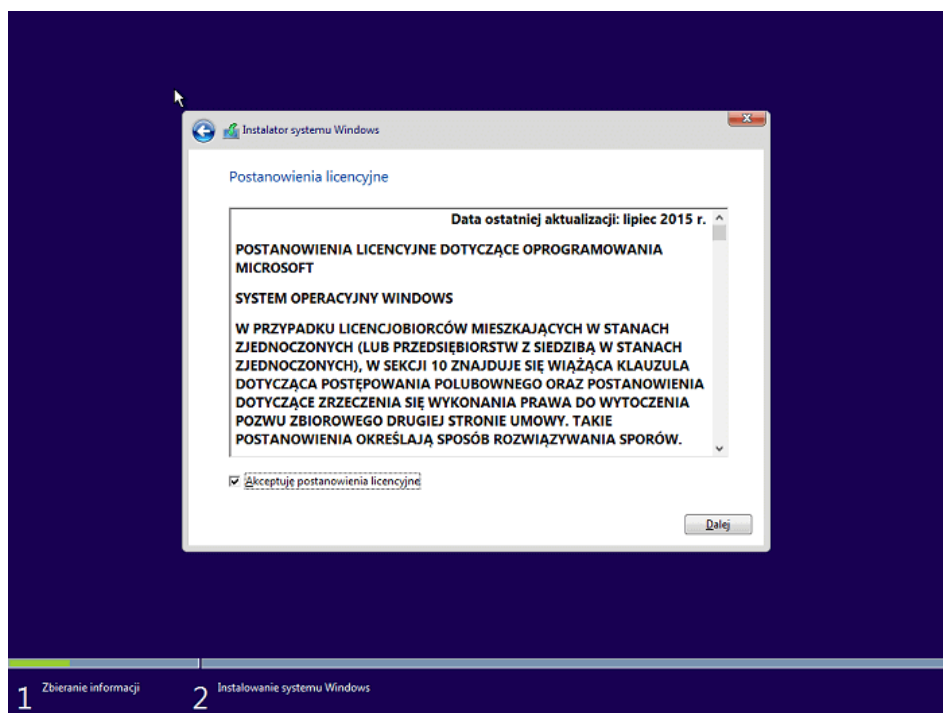 Instalator systemu Windows
Postanowienia licencyjne
Data ostatniej aktualizacji: lipiec 2015 r.
POSTANOWIENIA LICENCYJNE DOTYCZĄCE OPROGRAMOWANIA
MICROSOFT
SYSTEM OPERACYJNY WINDOWS
W PRZYPADKU LICENCJOBIORCÓW MIESZKAJĄCYCH W STANACH
ZJEDNOCZONYCH (LUB PRZEDSIĘBIORSTW Z SIEDZIBĄ W STANACH
ZJEDNOCZONYCH), W SEKCJI 10 ZNAJDUJE SIĘ WIĄŻĄCA KLAUZULA
DOTYCZĄCA POSTĘPOWANIA POLUBOWNEGO ORAZ POSTANOWIENIA
DOTYCZĄCE ZRZECZENIA SIĘ WYKONANIA PRAWA DO WYTOCZENIA
POZWU ZBIOROWEGO DRUGIEJ STRONIE UMOWY. TAKIE
POSTANOWIENIA OKREŚLAJĄ SPOSÓB ROZWIĄZYWANIA SPORÓW.
Akceptuję postanowienia licencyjne
Dalej
1 Zbieranie informacji
2 Instalowanie systemu Windows